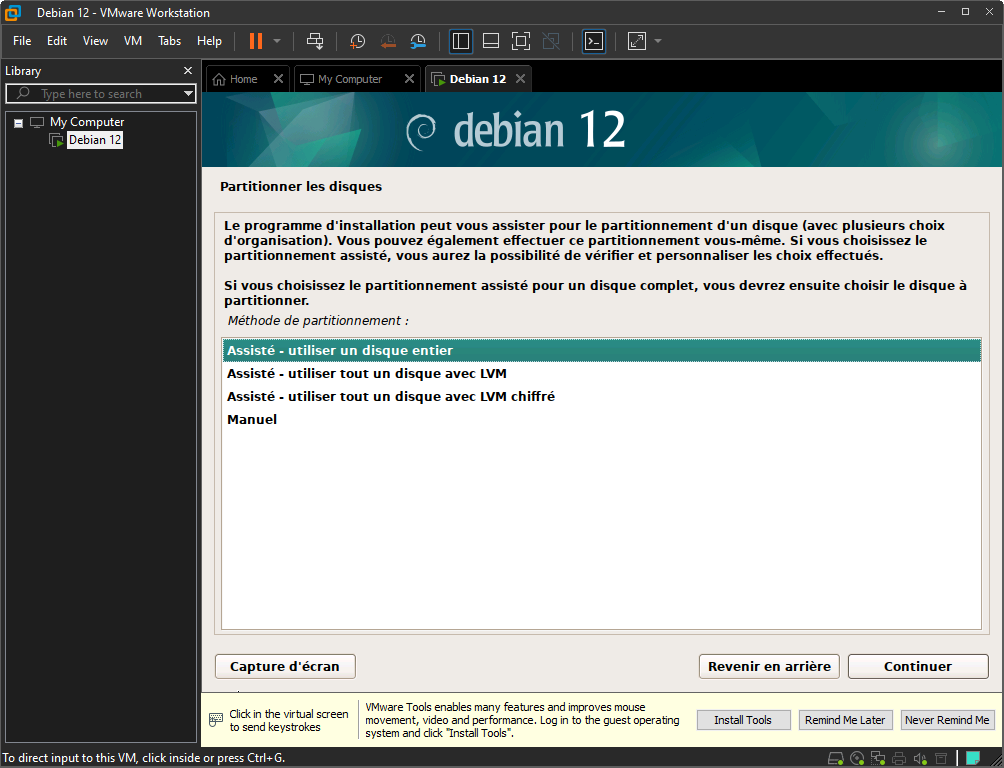 Debian 12 - VMware Workstation
File Edit View VM Tabs Help
Library
Type here to search
My Computer
Debian 12
Home
My Computer
Debian 12
debian 12
Partitionner les disques
Le programme d'installation peut vous assister pour le partitionnement d'un disque (avec plusieurs choix
d'organisation). Vous pouvez également effectuer ce partitionnement vous-même. Si vous choisissez le
partitionnement assisté, vous aurez la possibilité de vérifier et personnaliser les choix effectués.
Si vous choisissez le partitionnement assisté pour un disque complet, vous devrez ensuite choisir le disque à
partitionner.
Méthode de partitionnement :
Assisté - utiliser un disque entier
Assisté - utiliser tout un disque avec LVM
Assisté - utiliser tout un disque avec LVM chiffré
Manuel
Capture d'écran
Revenir en arrière
Continuer
Click in the virtual screen
to send keystrokes
VMware Tools enables many features and improves mouse
movement, video and performance. Log in to the guest operating
system and click "Install Tools".
Install Tools
Remind Me Later
Never Remind Me
To direct input to this VM, click inside or press Ctrl+G.